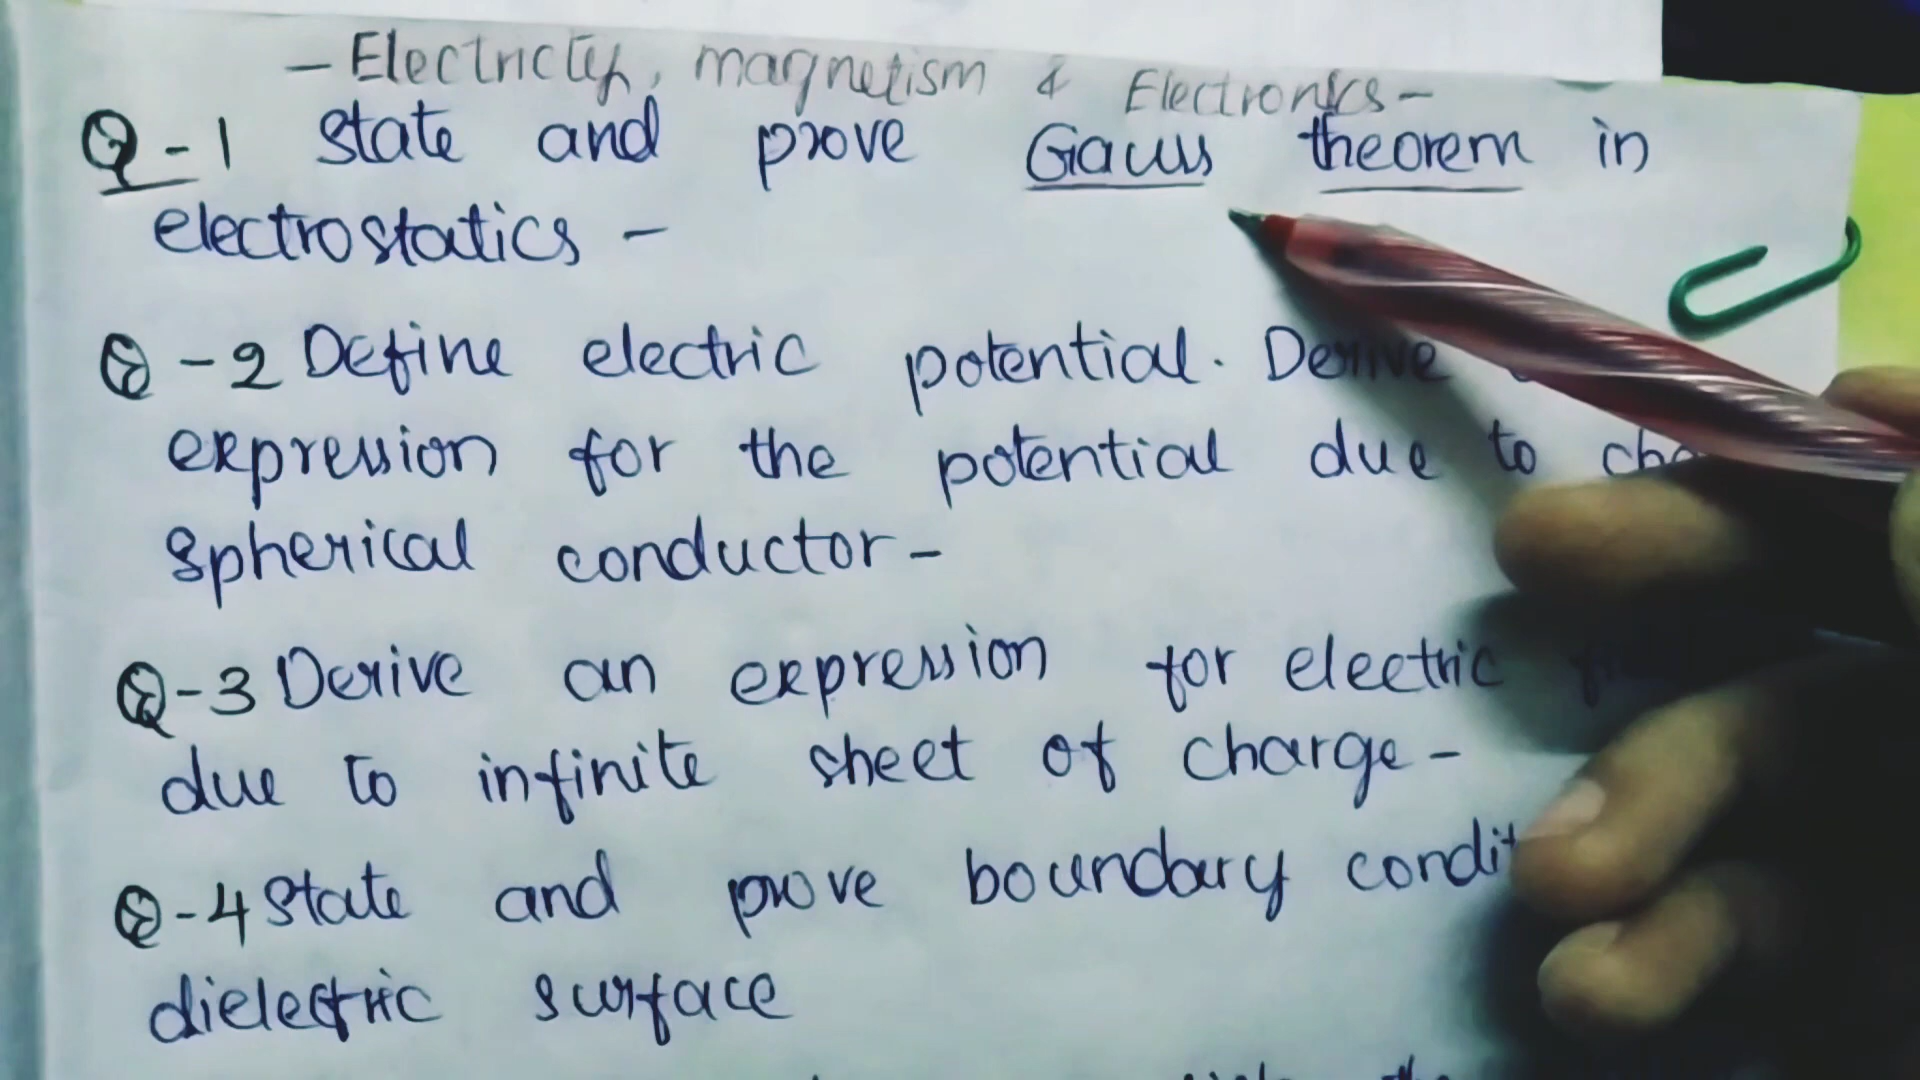 - Electricity, magnetism & Electronics -
Q-1 State and prove Gauss theorem in
electrostatics -
Q-2 Define electric potential. Derive
expression for the potential due to
spherical conductor -
Q-3 Derive an expression for electric
due to infinite sheet of charge -
Q-4 State and prove boundary
dielectric surface
the